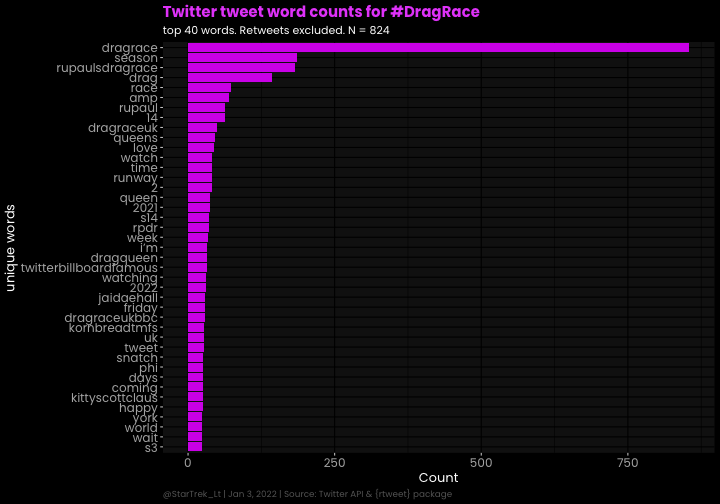 Twitter tweet word counts for #DragRace
top 40 words. Retweets excluded. N = 824
unique words
dragrace
season
rupaulsdragrace
drag
race
amp
rupaul
14
dragraceuk
queens
love
watch
time
runway
2
queen
2021
s14
rpdr
week
i'm
dragqueen
twitterbillboardfamous
watching
2022
jaidaehall
friday
dragraceukbbc
kornbreadtmfs
uk
tweet
snatch
phi
days
coming
kittyscottclaus
happy
york
world
wait
s3
0 250 500 750
Count
@StarTrek_Lt | Jan 3, 2022 | Source: Twitter API & {rtweet} package